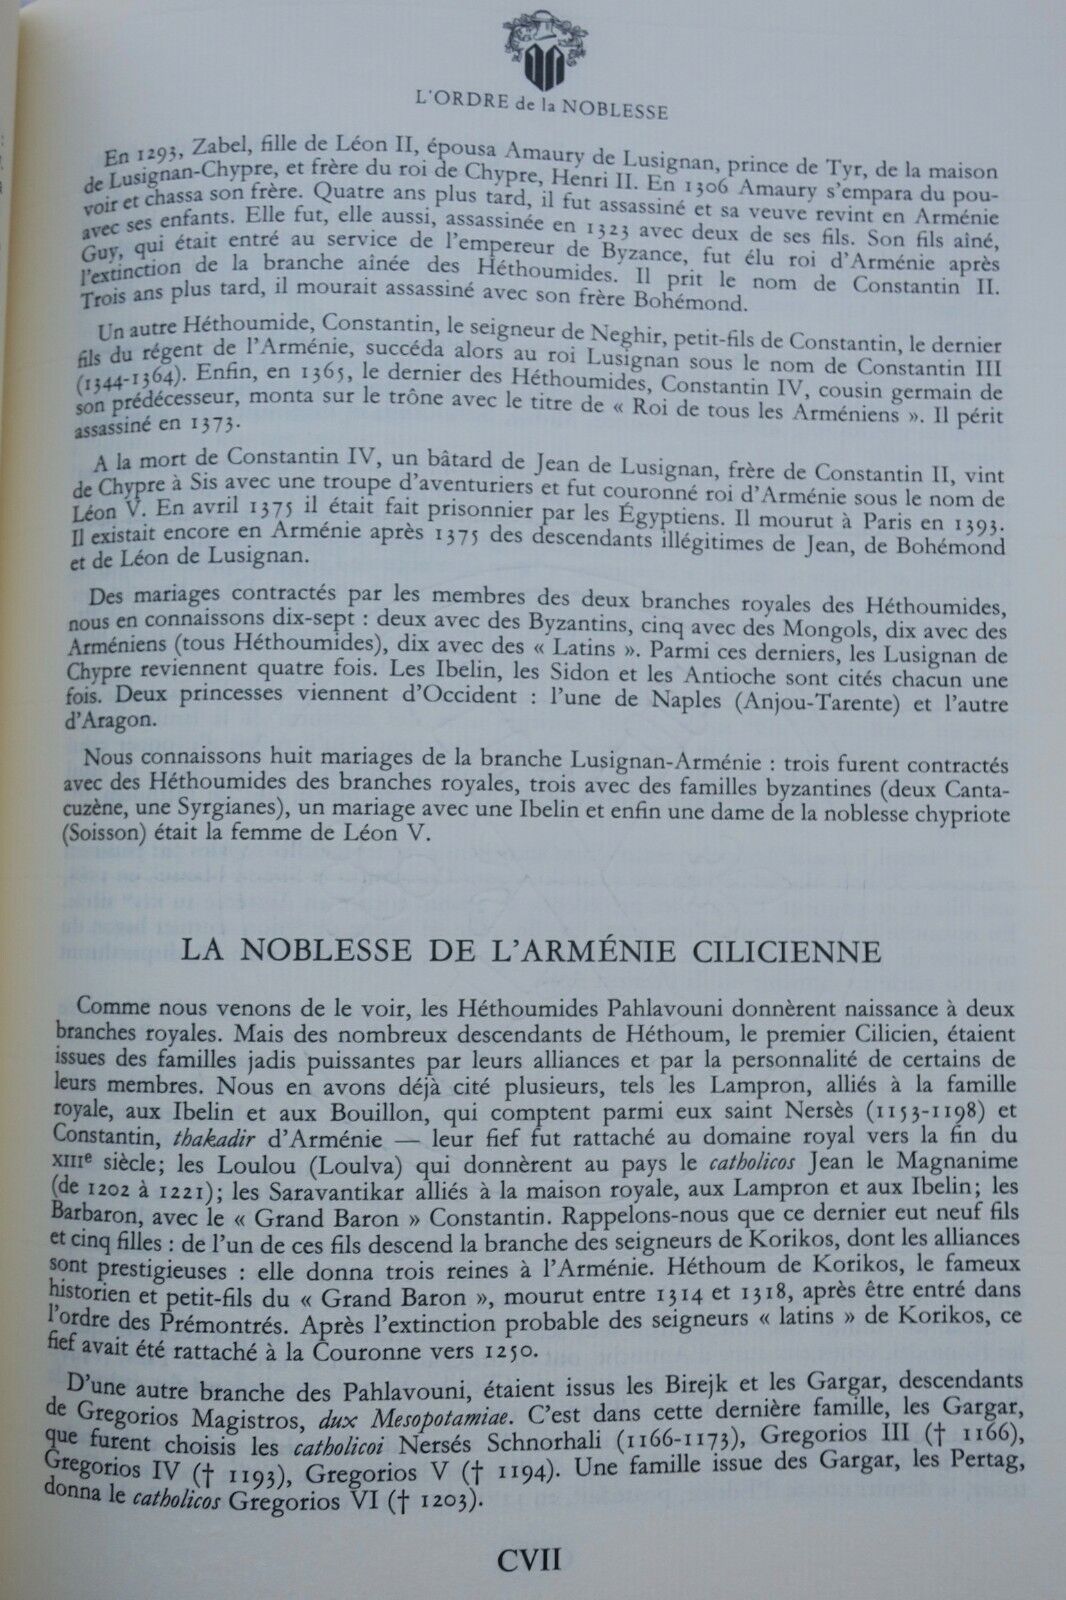 L'ORDRE de la NOBLESSE
En 1293, Zabel, fille de Léon II, épousa Amaury de Lusignan, prince de Tyr, de la maison
de Lusignan-Chypre, et frère du roi de Chypre, Henri II. En 1306 Amaury s'empara du pou-
voir et chassa son frère. Quatre ans plus tard, il fut assassiné et sa veuve revint en Arménie
avec ses enfants. Elle fut, elle aussi, assassinée en 1323 avec deux de ses fils. Son fils aîné,
Guy, qui était entré au service de l'empereur de Byzance, fut élu roi d'Arménie après
l'extinction de la branche aînée des Héthoumides. Il prit le nom de Constantin II.
Trois ans plus tard, il mourait assassiné avec son frère Bohémond.
Un autre Héthoumide, Constantin, le seigneur de Neghir, petit-fils de Constantin, le dernier
fils du régent de l'Arménie, succéda alors au roi Lusignan sous le nom de Constantin III
(1344-1364). Enfin, en 1365, le dernier des Héthoumides, Constantin IV, cousin germain de
son prédécesseur, monta sur le trône avec le titre de « Roi de tous les Arméniens ». Il périt
assassiné en 1373.
A la mort de Constantin IV, un bâtard de Jean de Lusignan, frère de Constantin II, vint
de Chypre à Sis avec une troupe d'aventuriers et fut couronné roi d'Arménie sous le nom de
Léon V. En avril 1375 il était fait prisonnier par les Égyptiens. Il mourut à Paris en 1393.
Il existait encore en Arménie après 1375 des descendants illégitimes de Jean, de Bohémond
et de Léon de Lusignan.
Des mariages contractés par les membres des deux branches royales des Héthoumides,
nous en connaissons dix-sept : deux avec des Byzantins, cinq avec des Mongols, dix avec des
Arméniens (tous Héthoumides), dix avec des « Latins ». Parmi ces derniers, les Lusignan de
Chypre reviennent quatre fois. Les Ibelin, les Sidon et les Antioche sont cités chacun une
fois. Deux princesses viennent d'Occident : l'une de Naples (Anjou-Tarente) et l'autre
d'Aragon.
Nous connaissons huit mariages de la branche Lusignan-Arménie : trois furent contractés
avec des Héthoumides des branches royales, trois avec des familles byzantines (deux Canta-
cuzène, une Syrgianes), un mariage avec une Ibelin et enfin une dame de la noblesse chypriote
(Soisson) était la femme de Léon V.
LA NOBLESSE DE L'ARMÉNIE CILICIENNE
Comme nous venons de le voir, les Héthoumides Pahlavouni donnèrent naissance à deux
branches royales. Mais des nombreux descendants de Héthoum, le premier Cilicien, étaient
issues des familles jadis puissantes par leurs alliances et par la personnalité de certains de
leurs membres. Nous en avons déjà cité plusieurs, tels les Lampron, alliés à la famille
royale, aux Ibelin et aux Bouillon, qui comptent parmi eux saint Nersès (1153-1198) et
Constantin, thakadir d'Arménie — leur fief fut rattaché au domaine royal vers la fin du
XIIIe siècle; les Loulou (Loulva) qui donnèrent au pays le catholicos Jean le Magnanime
(de 1202 à 1221); les Saravantikar alliés à la maison royale, aux Lampron et aux Ibelin; les
Barbaron, avec le « Grand Baron » Constantin. Rappelons-nous que ce dernier eut neuf fils
et cinq filles : de l'un de ces fils descend la branche des seigneurs de Korikos, dont les alliances
sont prestigieuses : elle donna trois reines à l'Arménie. Héthoum de Korikos, le fameux
historien et petit-fils du « Grand Baron », mourut entre 1314 et 1318, après être entré dans
l'ordre des Prémontrés. Après l'extinction probable des seigneurs « latins » de Korikos, ce
fief avait été rattaché à la Couronne vers 1250.
D'une autre branche des Pahlavouni, étaient issus les Birejk et les Gargar, descendants
de Gregorios Magistros, dux Mesopotamiae. C'est dans cette dernière famille, les Gargar,
que furent choisis les catholicoi Nersés Schnorhali (1166-1173), Gregorios III († 1166),
Gregorios IV († 1193), Gregorios V († 1194). Une famille issue des Gargar, les Pertag,
donna le catholicos Gregorios VI († 1203).
CVII